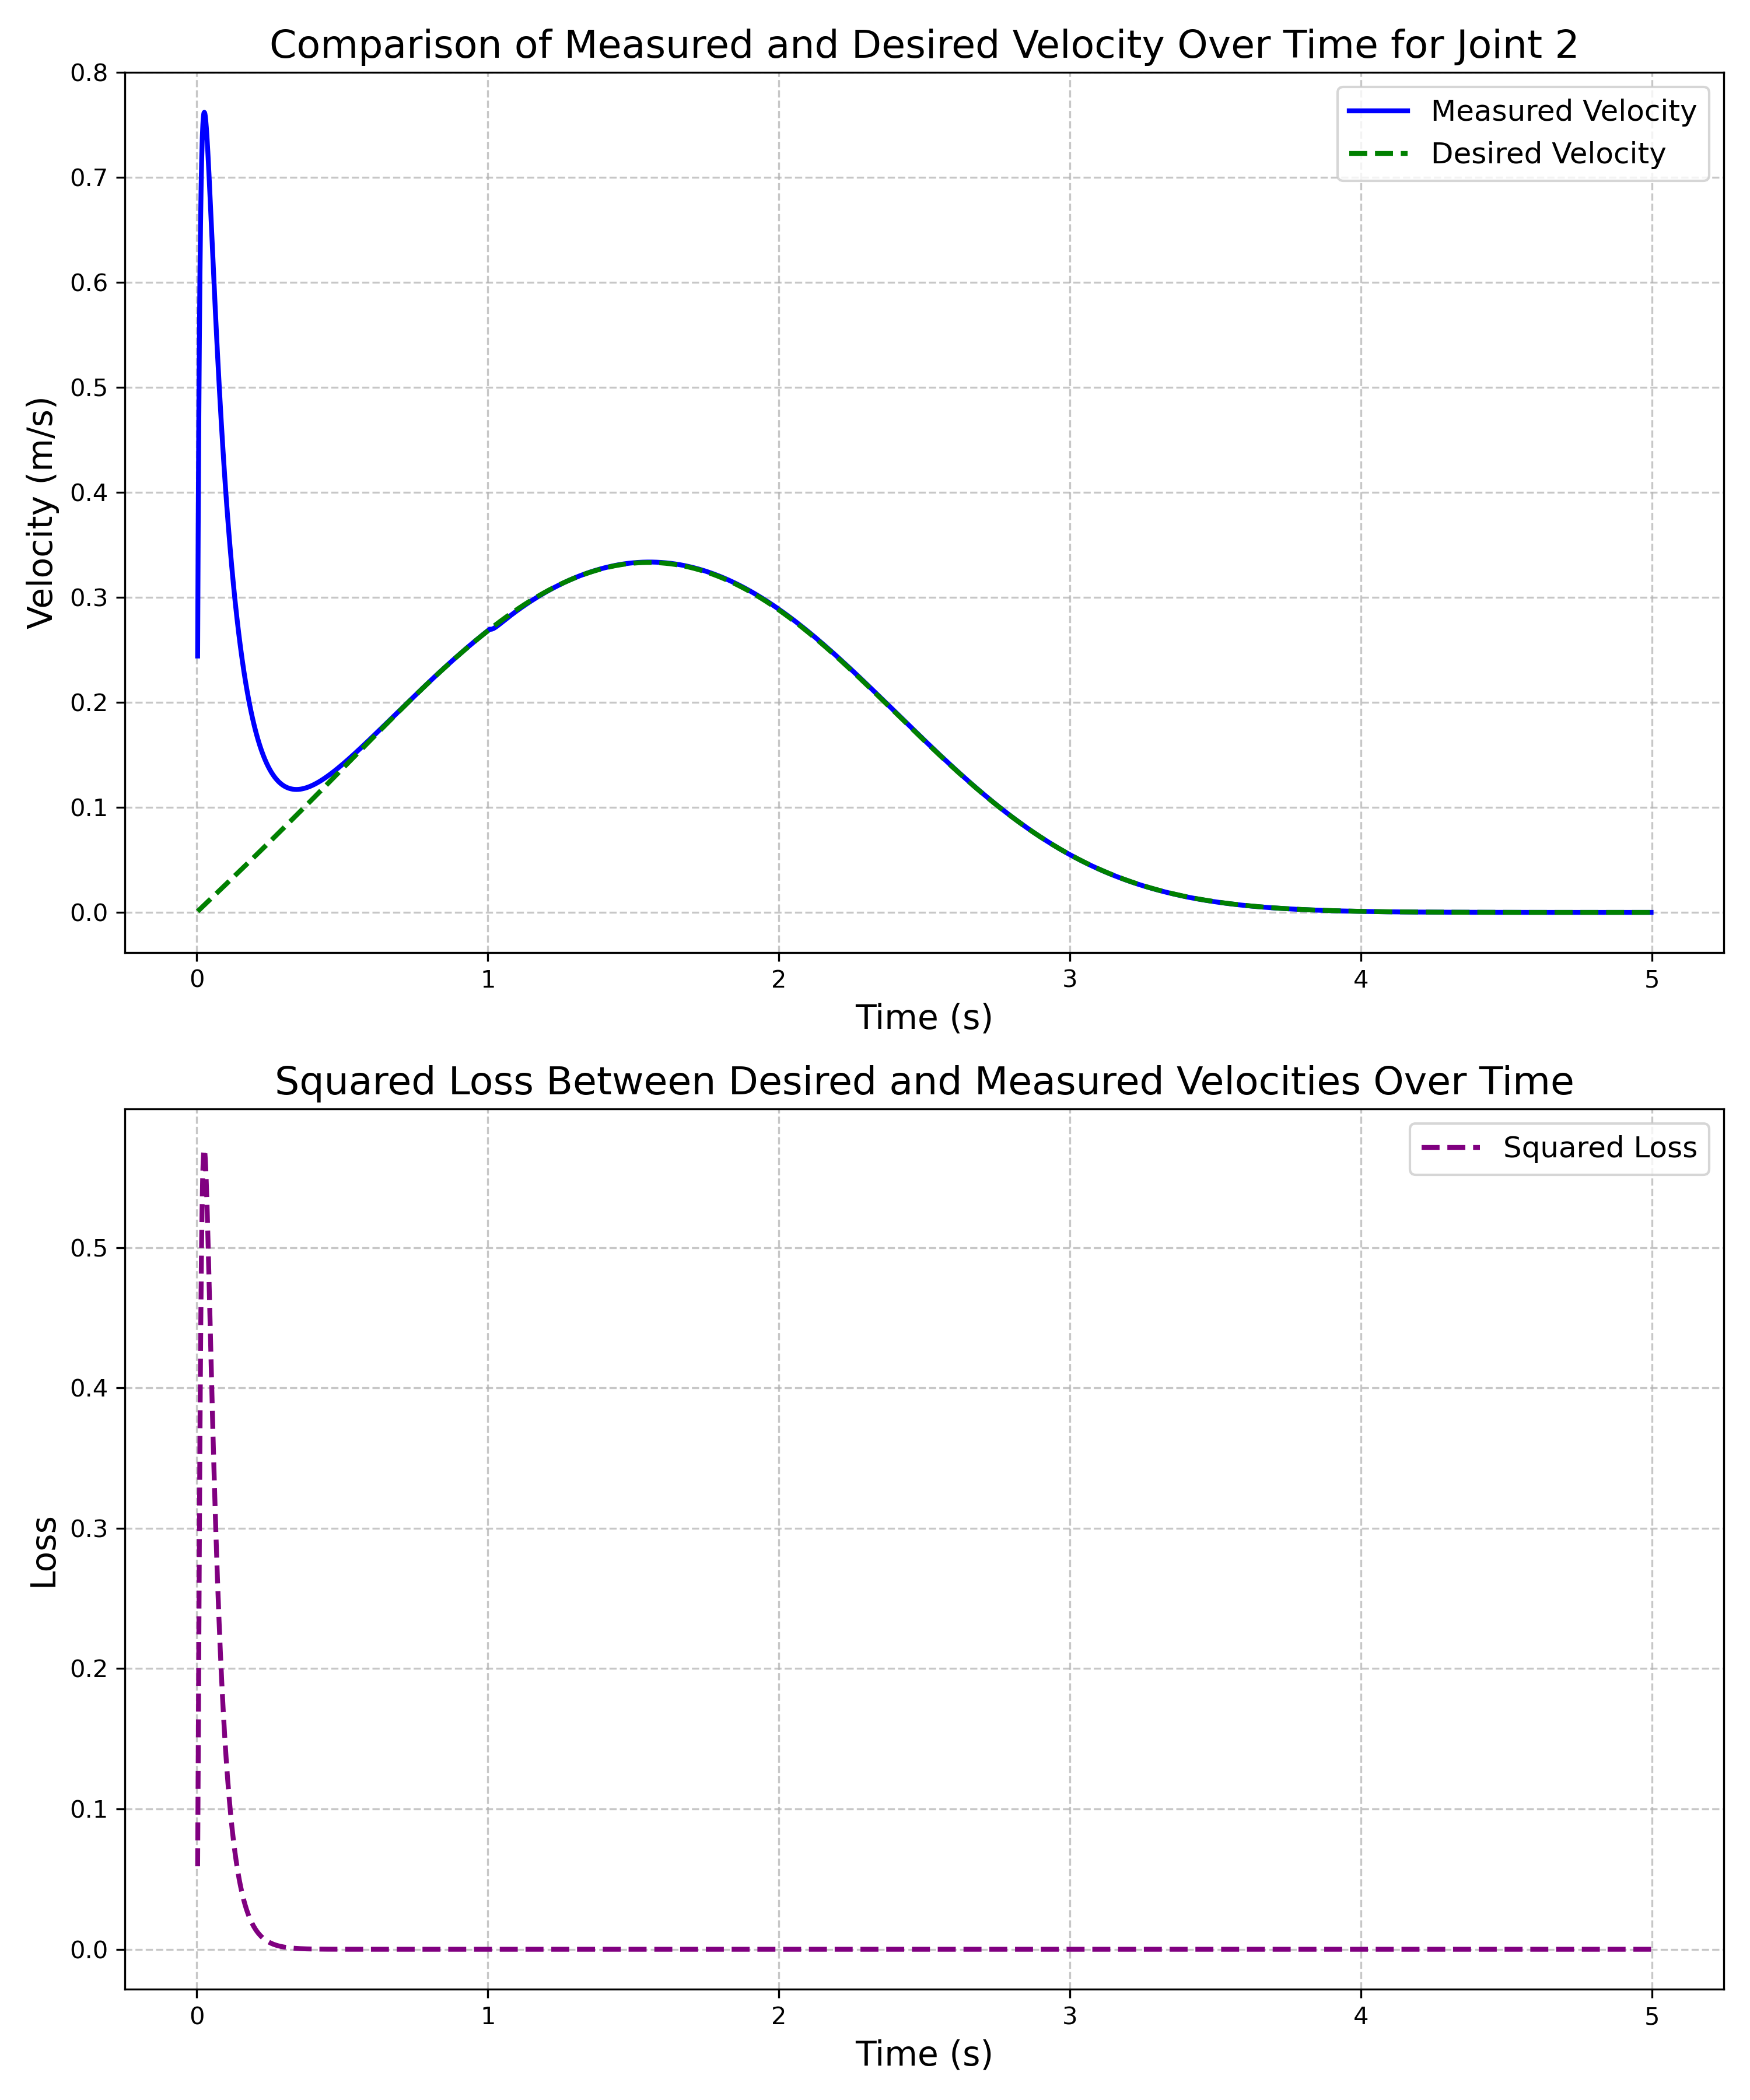 Comparison of Measured and Desired Velocity Over Time for Joint 2
Measured Velocity
Desired Velocity
Velocity (m/s)
0.8
0.7
0.6
0.5
0.4
0.3
0.2
0.1
0.0
0 1 2 3 4 5
Time (s)
Squared Loss Between Desired and Measured Velocities Over Time
Squared Loss
Loss
0.5
0.4
0.3
0.2
0.1
0.0
0 1 2 3 4 5
Time (s)